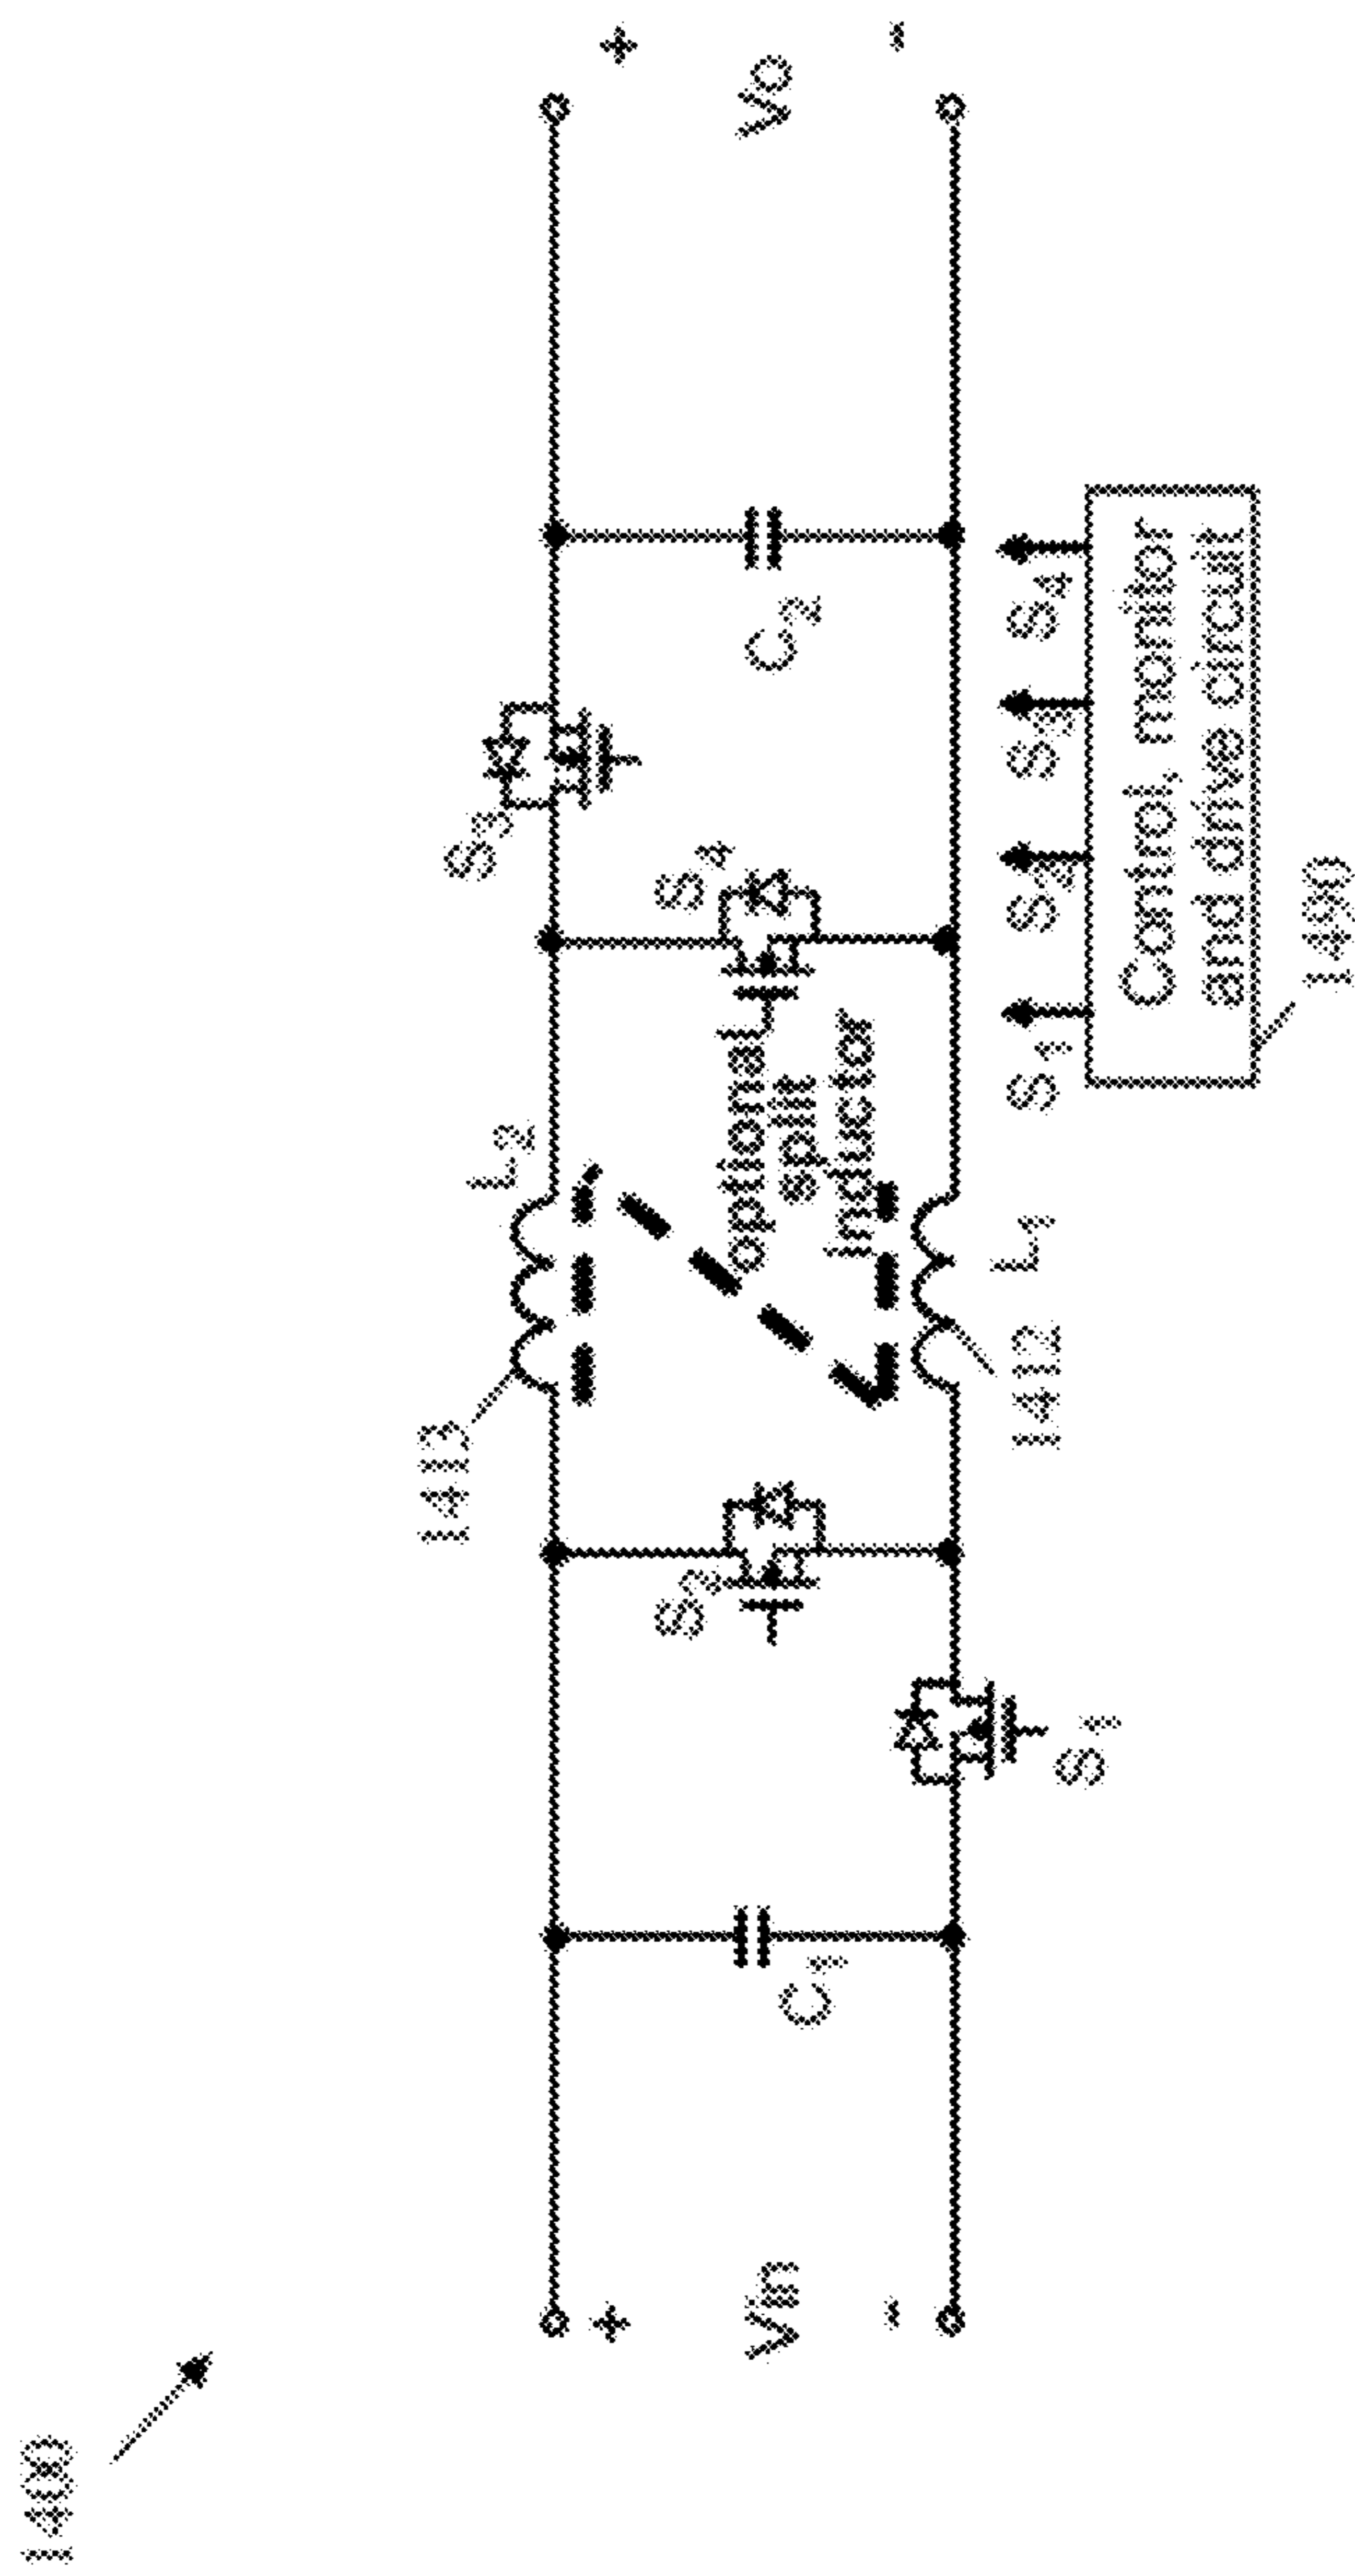 1400
Vin
+
-
C1
S1
S2
1413
L2
1412
L1
optional
split
inductor
S4
S3
C2
Vo
+
-
S1
S2
S3
S4
Control, monitor
and drive circuit
1490